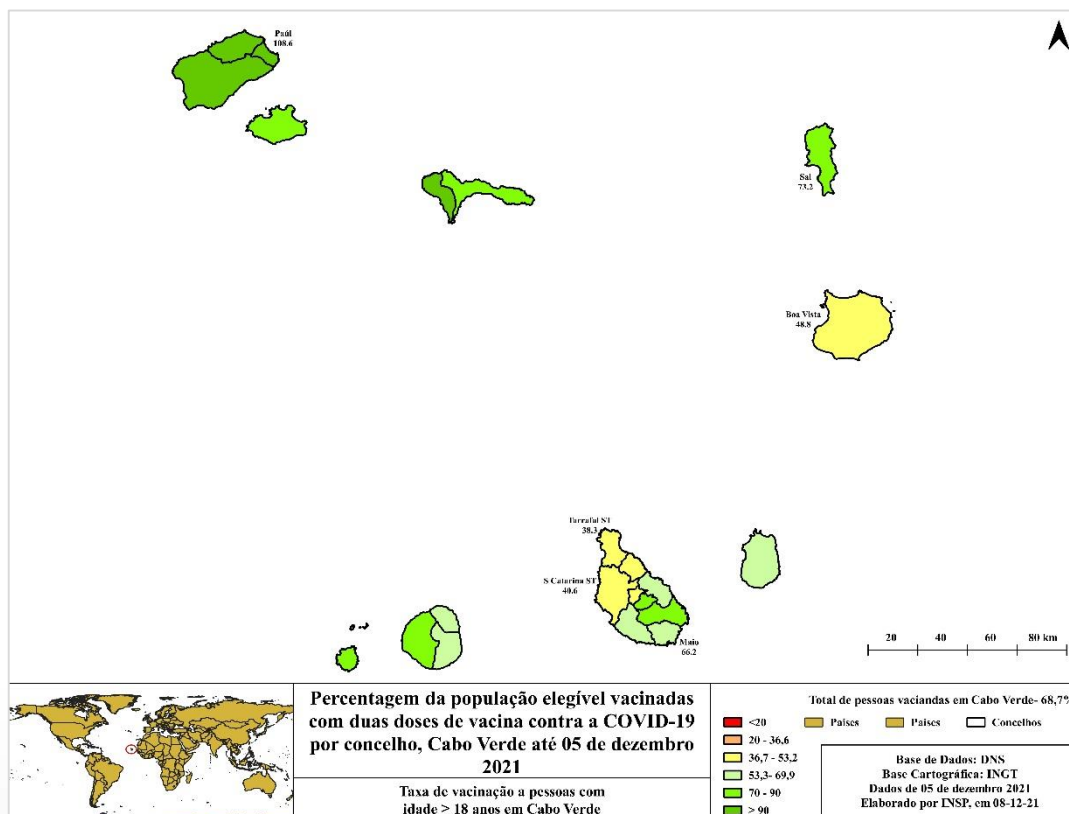 Paúl
108.6
Sal
73.2
Boa Vista
48.8
Tarrafal ST
38.3
S Catarina ST
40.6
Maio
66.2
20 40 60 80 km
Percentagem da população elegível vacinadas
com duas doses de vacina contra a COVID-19
por concelho, Cabo Verde até 05 de dezembro
2021
Taxa de vacinação a pessoas com
idade > 18 anos em Cabo Verde
Total de pessoas vaciandas em Cabo Verde- 68,7%
<20
20 - 36,6
36,7 - 53,2
53,3- 69,9
70 - 90
> 90
Paises
Paises
Concelhos
Base de Dados: DNS
Base Cartográfica: INGT
Dados de 05 de dezembro 2021
Elaborado por INSP, em 08-12-21